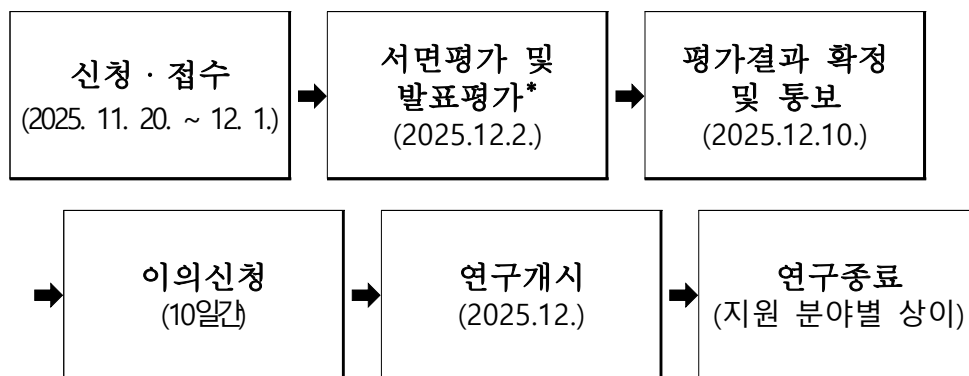 신청 · 접수
(2025. 11. 20. ~ 12. 1.)
서면평가 및
발표평가*
(2025.12.2.)
평가결과 확정
및 통보
(2025.12.10.)
이의신청
(10일간)
연구개시
(2025.12.)
연구종료
(지원 분야별 상이)